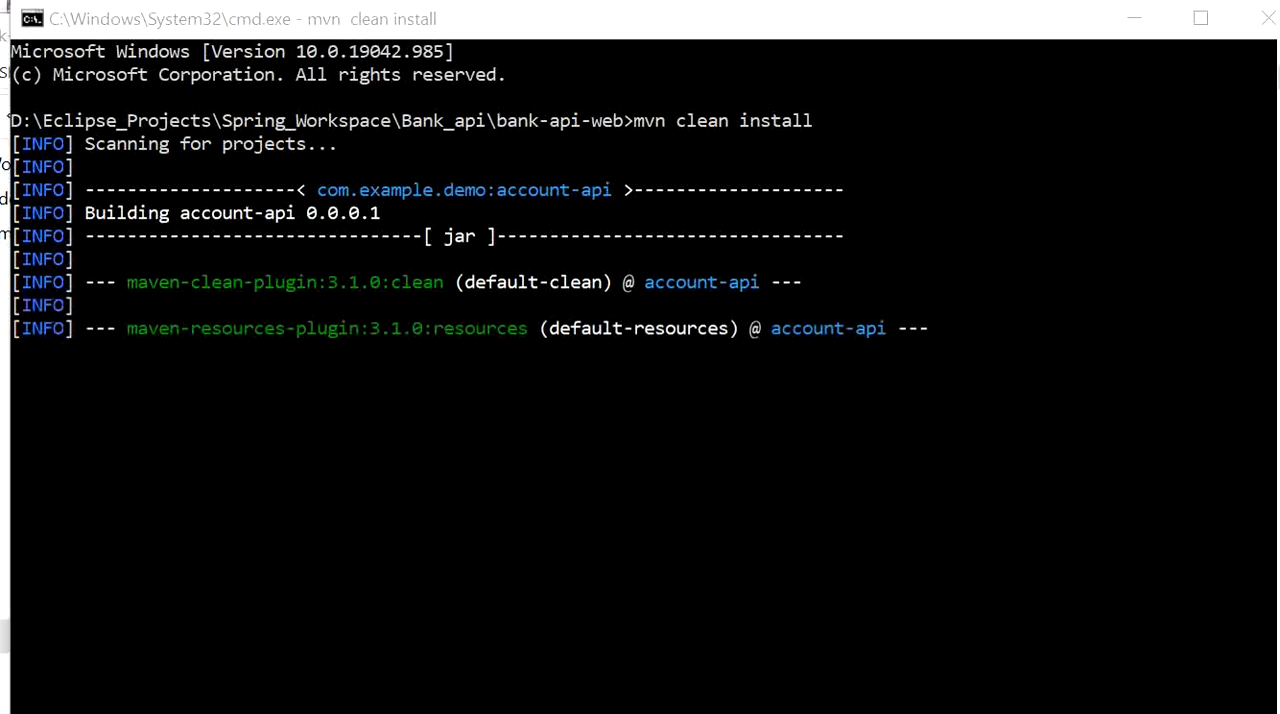 C:\Windows\System32\cmd.exe - mvn  clean install
Microsoft Windows [Version 10.0.19042.985]
(c) Microsoft Corporation. All rights reserved.
D:\Eclipse_Projects\Spring_Workspace\Bank_api\bank-api-web>mvn clean install
[INFO] Scanning for projects...
[INFO]
[INFO] --------------------< com.example.demo:account-api >--------------------
[INFO] Building account-api 0.0.0.1
[INFO] --------------------------------[ jar ]---------------------------------
[INFO]
[INFO] --- maven-clean-plugin:3.1.0:clean (default-clean) @ account-api ---
[INFO]
[INFO] --- maven-resources-plugin:3.1.0:resources (default-resources) @ account-api ---